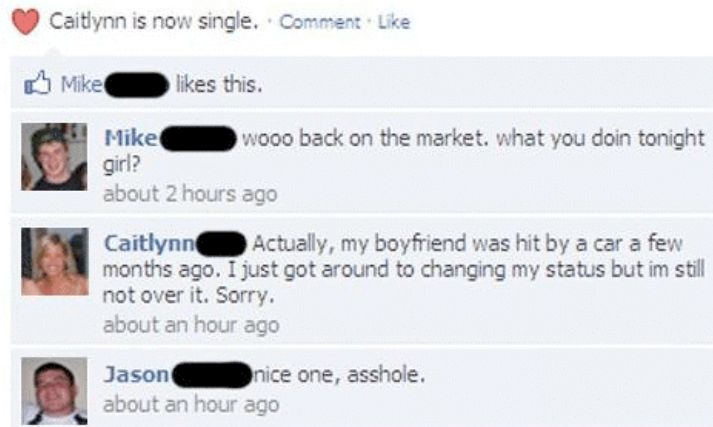 Caitlynn is now single. · Comment · Like
Mike likes this.
Mike wooo back on the market. what you doin tonight
girl?
about 2 hours ago
Caitlynn Actually, my boyfriend was hit by a car a few
months ago. I just got around to changing my status but im still
not over it. Sorry.
about an hour ago
Jason nice one, asshole.
about an hour ago